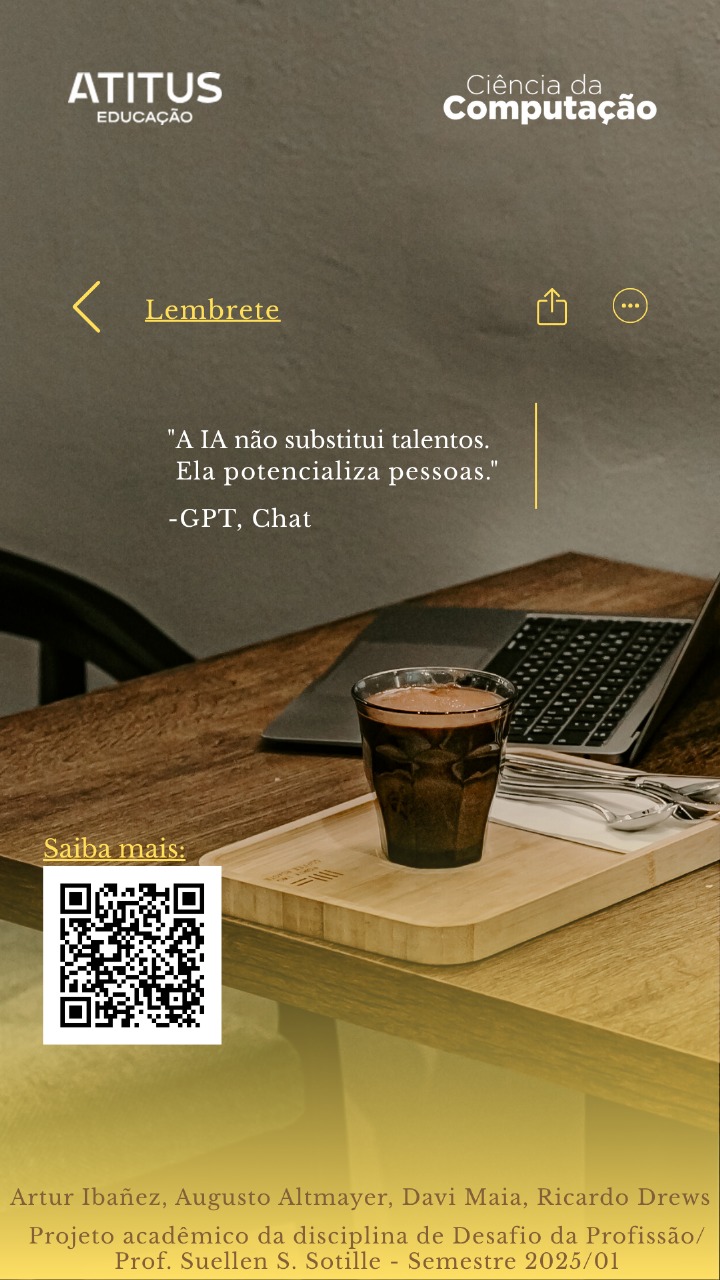 ATITUS
EDUCAÇÃO
Ciência da
Computação
Lembrete
"A IA não substitui talentos.
Ela potencializa pessoas."
-GPT, Chat
Saiba mais:
Artur Ibañez, Augusto Altmayer, Davi Maia, Ricardo Drews
Projeto acadêmico da disciplina de Desafio da Profissão/
Prof. Suellen S. Sotille - Semestre 2025/01